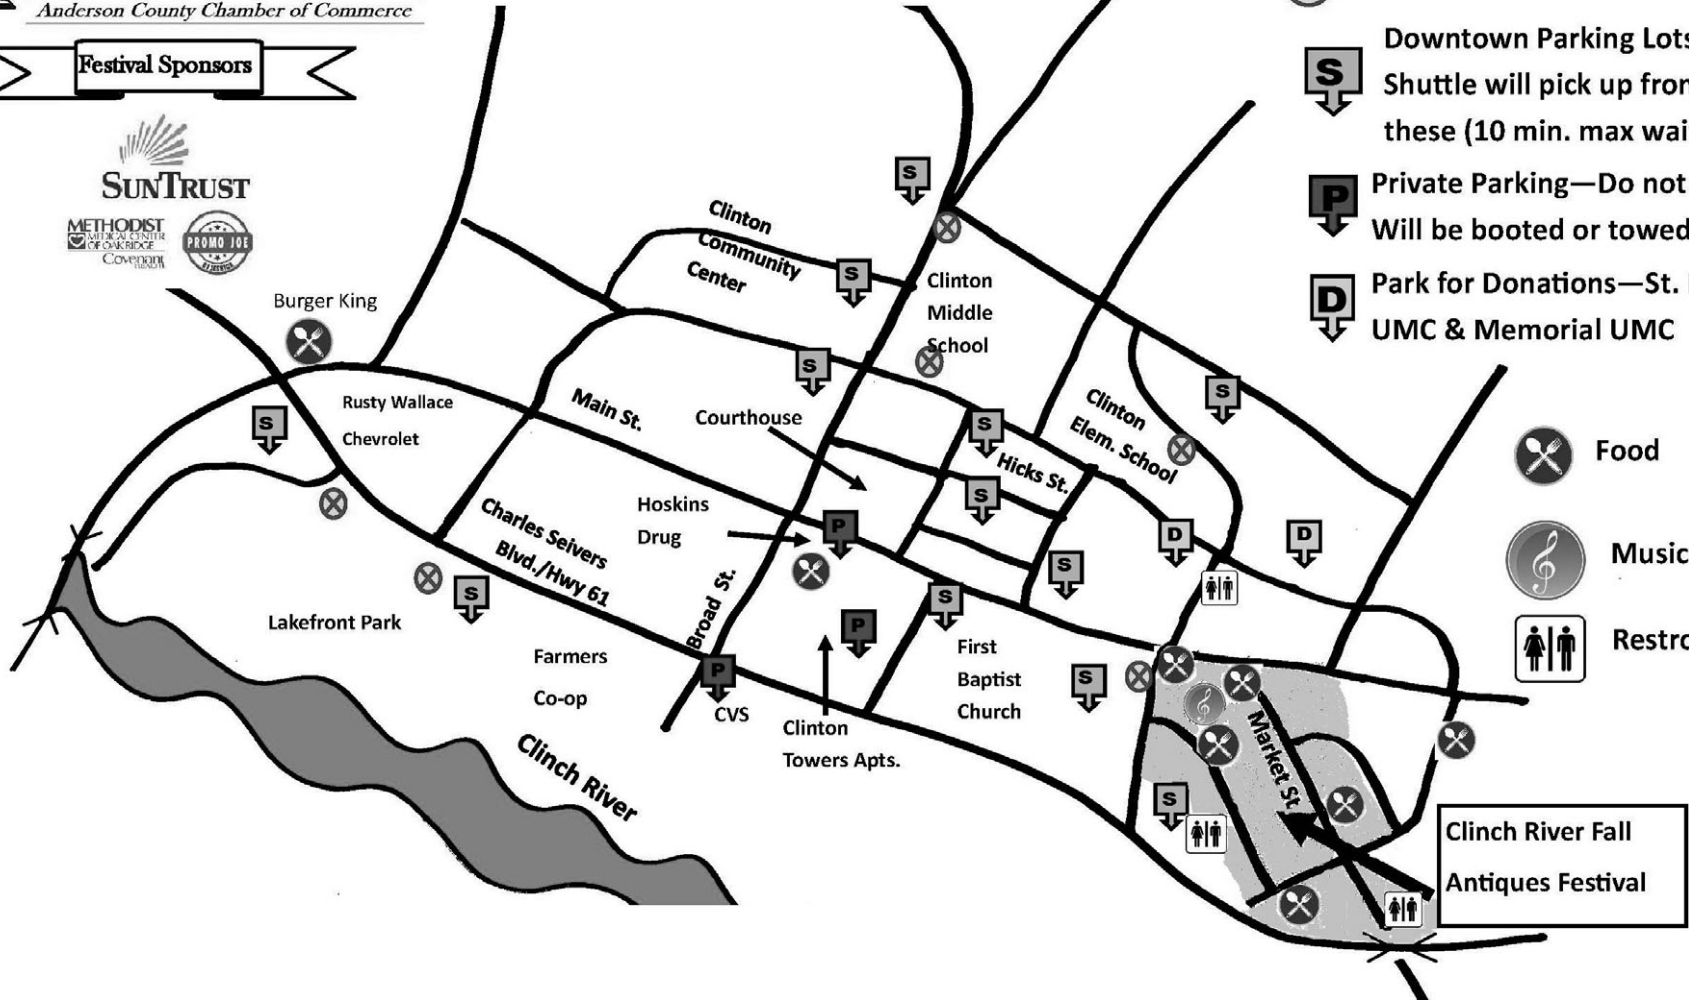 Anderson County Chamber of Commerce
Festival Sponsors
SUNTRUST
METHODIST
MEDICAL CENTER
OF OAK RIDGE
Covenant
HEALTH
PROMO JOE
Downtown Parking Lots
Shuttle will pick up from
these (10 min. max wai
S
Private Parking—Do not
Will be booted or towed
P
Park for Donations—St.
UMC & Memorial UMC
D
Food
Music
Restro
Clinton
Community
Center
S
S
S
Clinton
Middle
School
Burger King
Rusty Wallace
Chevrolet
S
Main St.
Courthouse
Clinton
Elem. School
S
S
Hicks St.
S
Hoskins
Drug
P
D
D
Charles Seivers
Blvd./Hwy 61
S
S
S
Broad St.
P
Lakefront Park
Farmers
Co-op
First
Baptist
Church
S
P
CVS
Clinton
Towers Apts.
Clinch River
Market St.
S
Clinch River Fall
Antiques Festival